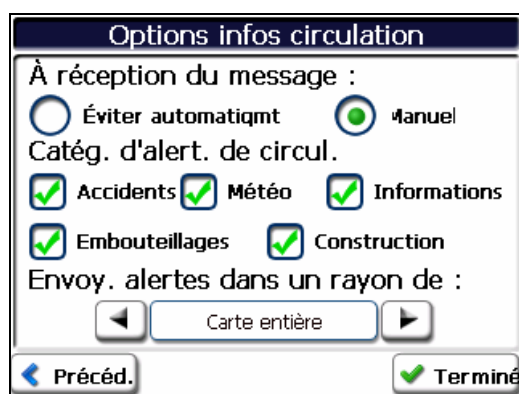 Options infos circulation
À réception du message :
Éviter automatiqmt Manuel
Catég. d'alert. de circul.
Accidents Météo Informations
Embouteillages Construction
Envoy. alertes dans un rayon de :
Carte entière
Précéd. Terminé